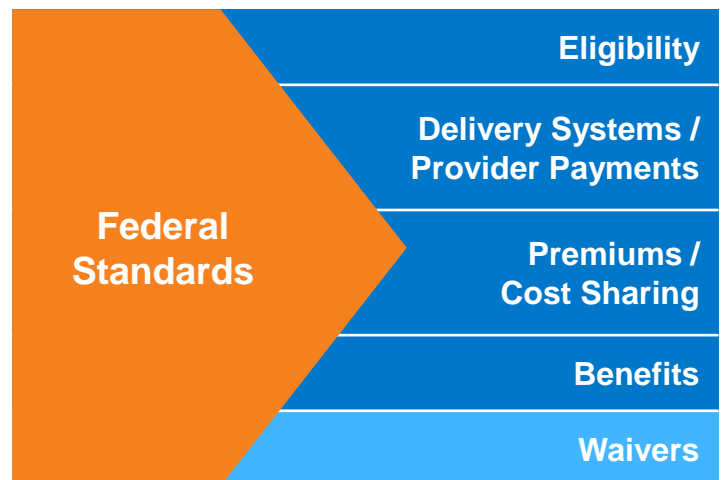 Federal
Standards
Eligibility
Delivery Systems /
Provider Payments
Premiums /
Cost Sharing
Benefits
Waivers